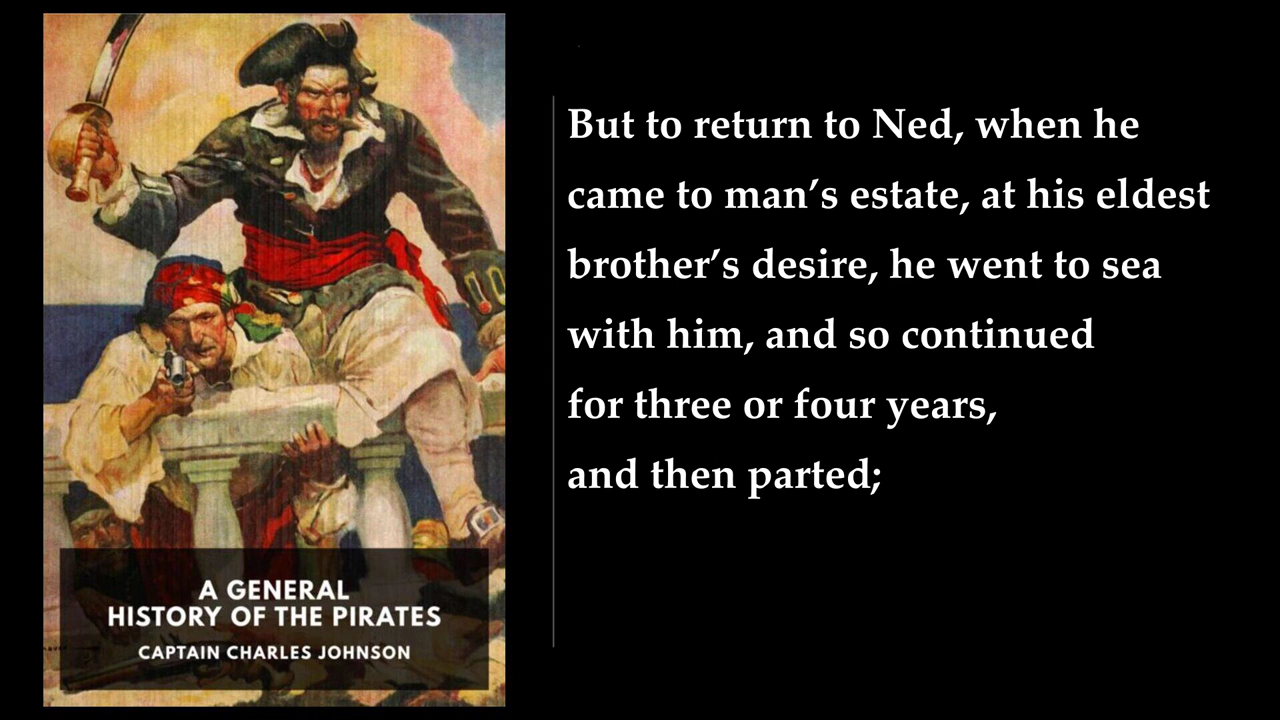 A GENERAL
HISTORY OF THE PIRATES
CAPTAIN CHARLES JOHNSON
But to return to Ned, when he
came to man’s estate, at his eldest
brother’s desire, he went to sea
with him, and so continued
for three or four years,
and then parted;